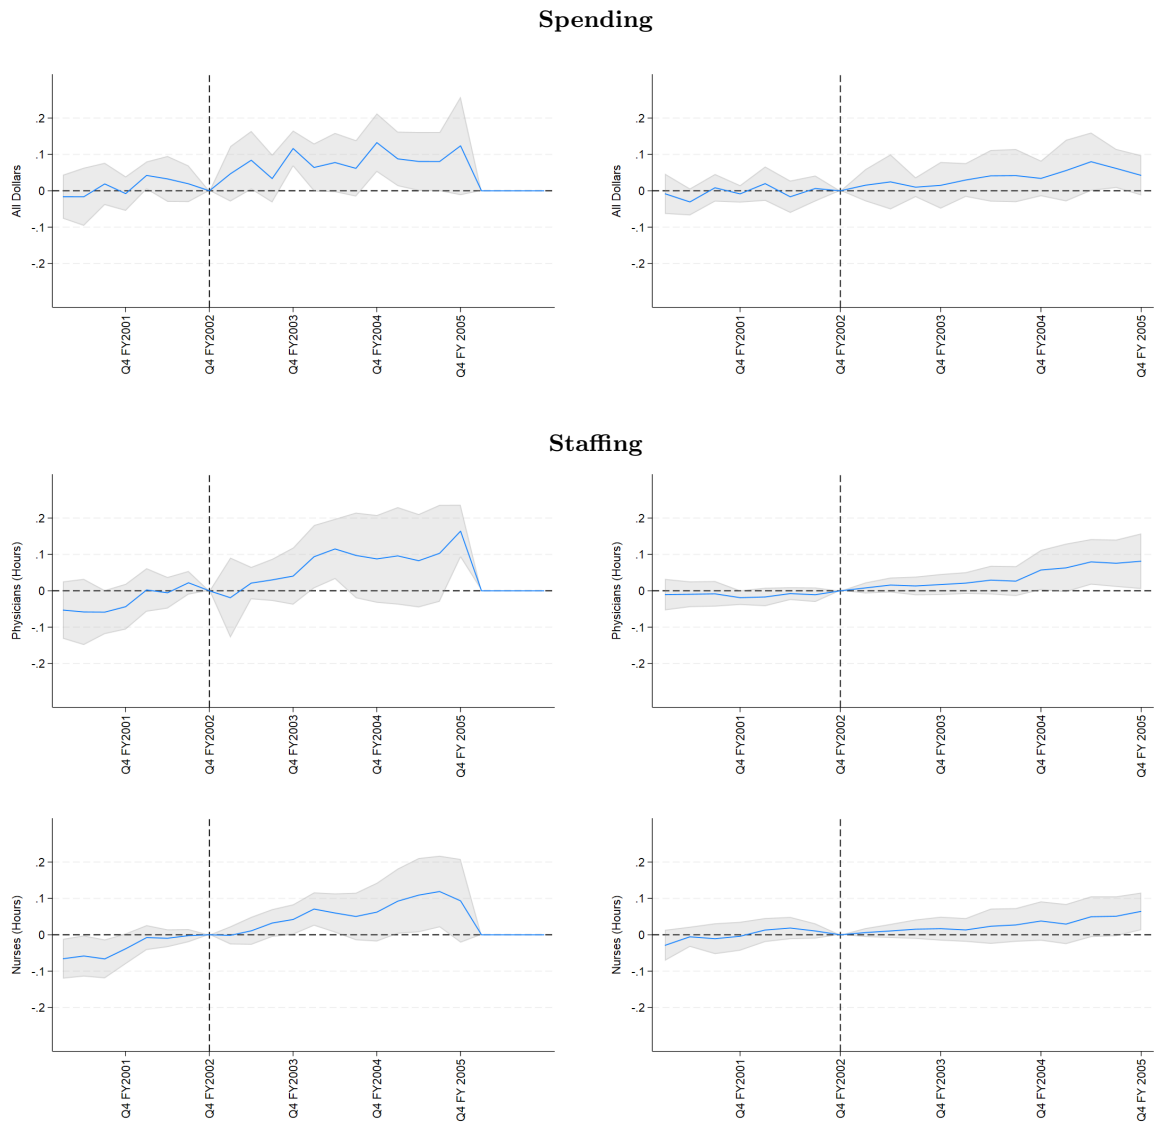 Spending
All Dollars
.2
.1
0
-.1
-.2
Q4 FY2001
Q4 FY2002
Q4 FY2003
Q4 FY2004
Q4 FY 2005
All Dollars
.2
.1
0
-.1
-.2
Q4 FY2001
Q4 FY2002
Q4 FY2003
Q4 FY2004
Q4 FY 2005
Staffing
Physicians (Hours)
.2
.1
0
-.1
-.2
Q4 FY2001
Q4 FY2002
Q4 FY2003
Q4 FY2004
Q4 FY 2005
Physicians (Hours)
.2
.1
0
-.1
-.2
Q4 FY2001
Q4 FY2002
Q4 FY2003
Q4 FY2004
Q4 FY 2005
Nurses (Hours)
.2
.1
0
-.1
-.2
Q4 FY2001
Q4 FY2002
Q4 FY2003
Q4 FY2004
Q4 FY 2005
Nurses (Hours)
.2
.1
0
-.1
-.2
Q4 FY2001
Q4 FY2002
Q4 FY2003
Q4 FY2004
Q4 FY 2005